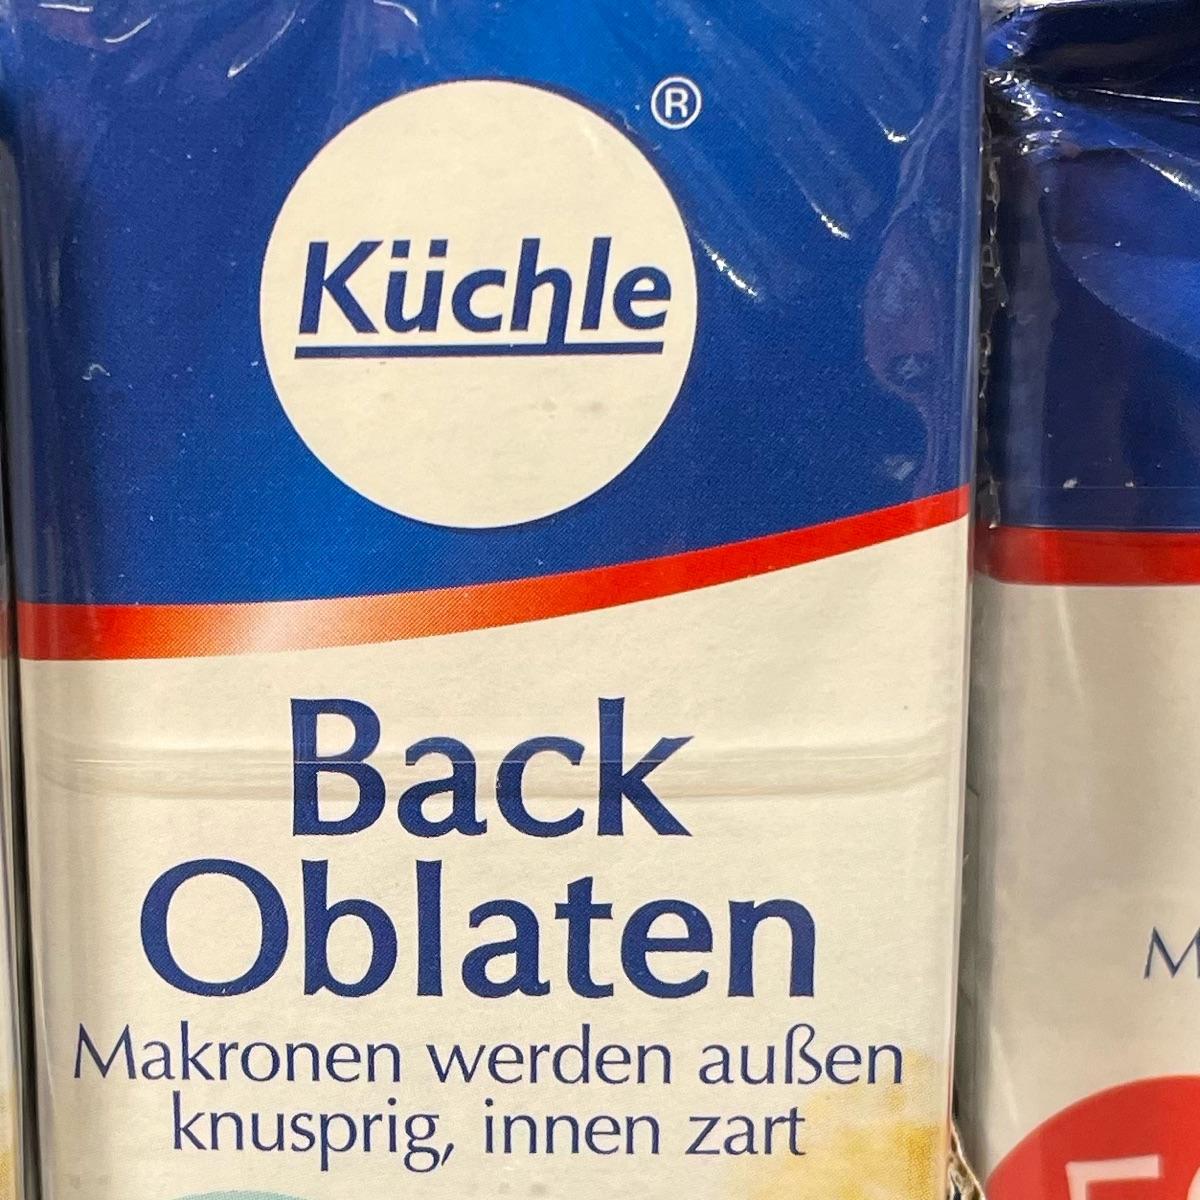 Küchle
®
Back
Oblaten
Makronen werden außen
knusprig, innen zart